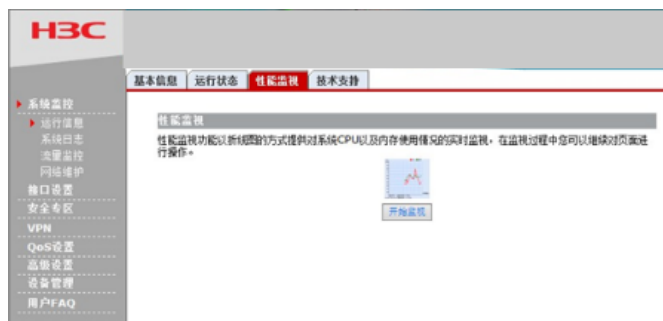 H3C
基本信息 运行状态 性能监视 技术支持
系统监控
运行信息
系统日志
流量监控
网络维护
接口设置
安全专区
VPN
QoS设置
高级设置
设备管理
用户FAQ
性能监视
性能监视功能以折线图的方式提供对系统CPU以及内存使用情况的实时监视，在监视过程中您可以继续对页面进
行操作。
开始监视